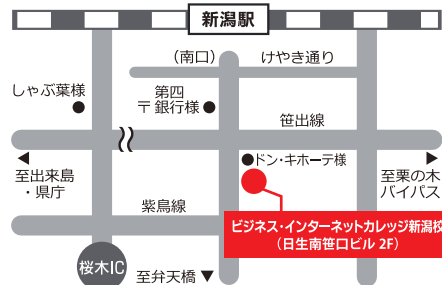 新潟駅
(南口)
けやき通り
しゃぶ葉様
第四
〒銀行様
笹出線
ドン・キホーテ様
至出来島
・県庁
至栗の木
バイパス
紫鳥線
ビジネス・インターネットカレッジ新潟校
(日生南笹口ビル 2F)
桜木IC
至弁天橋